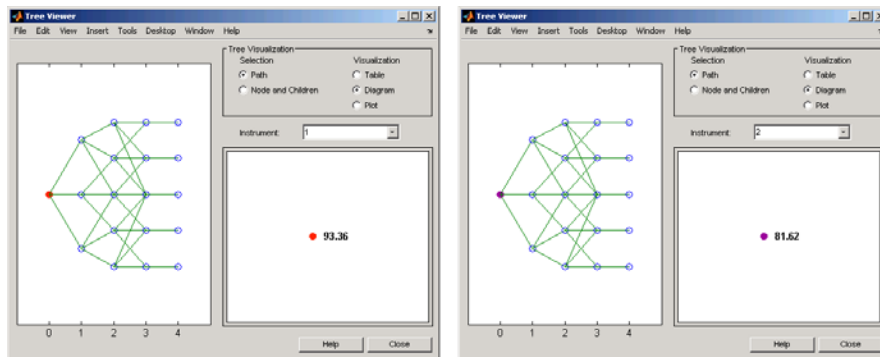 Tree Viewer
File Edit View Insert Tools Desktop Window Help
Tree Visualization
Selection Visualization
Path Table
Node and Children Diagram
Plot
Instrument: 1
93.36
0 1 2 3 4
Help Close
Tree Viewer
File Edit View Insert Tools Desktop Window Help
Tree Visualization
Selection Visualization
Path Table
Node and Children Diagram
Plot
Instrument: 2
81.62
0 1 2 3 4
Help Close